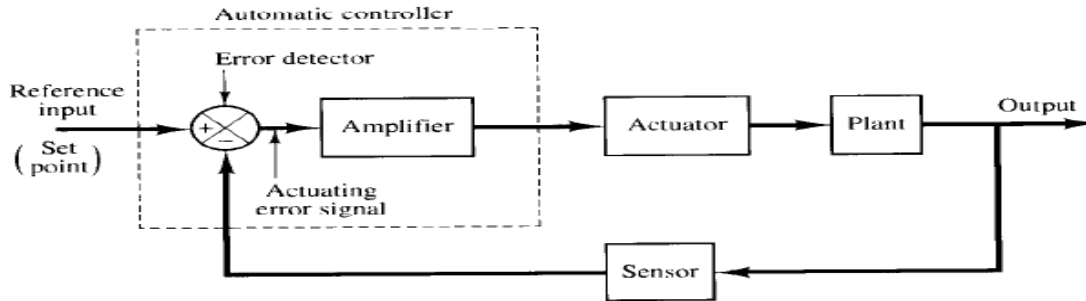 Automatic controller
Error detector
Reference
input
Output
+
Amplifier
Actuator
Plant
( Set
point )
−
Actuating
error signal
Sensor